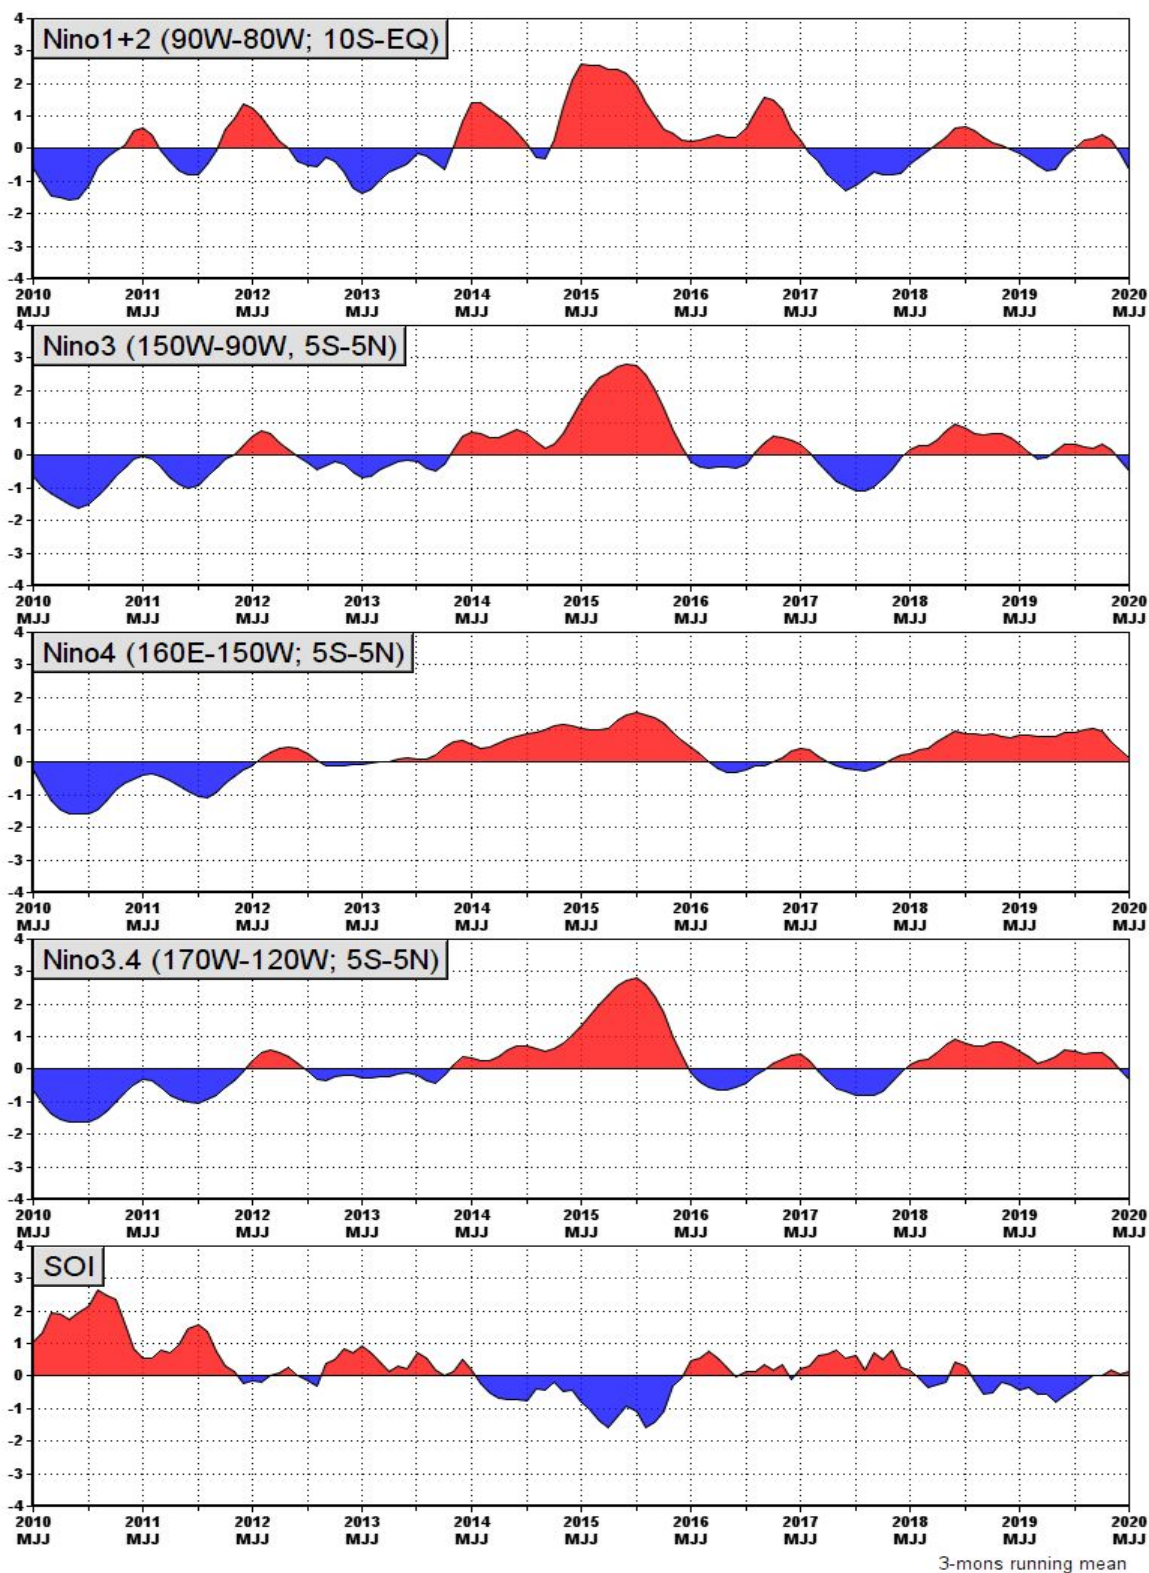 Nino1+2 (90W-80W; 10S-EQ)
4
3
2
1
0
-1
-2
-3
-4
2010 2011 2012 2013 2014 2015 2016 2017 2018 2019 2020
MJJ MJJ MJJ MJJ MJJ MJJ MJJ MJJ MJJ MJJ MJJ
Nino3 (150W-90W, 5S-5N)
4
3
2
1
0
-1
-2
-3
-4
2010 2011 2012 2013 2014 2015 2016 2017 2018 2019 2020
MJJ MJJ MJJ MJJ MJJ MJJ MJJ MJJ MJJ MJJ MJJ
Nino4 (160E-150W; 5S-5N)
4
3
2
1
0
-1
-2
-3
-4
2010 2011 2012 2013 2014 2015 2016 2017 2018 2019 2020
MJJ MJJ MJJ MJJ MJJ MJJ MJJ MJJ MJJ MJJ MJJ
Nino3.4 (170W-120W; 5S-5N)
4
3
2
1
0
-1
-2
-3
-4
2010 2011 2012 2013 2014 2015 2016 2017 2018 2019 2020
MJJ MJJ MJJ MJJ MJJ MJJ MJJ MJJ MJJ MJJ MJJ
SOI
4
3
2
1
0
-1
-2
-3
-4
2010 2011 2012 2013 2014 2015 2016 2017 2018 2019 2020
MJJ MJJ MJJ MJJ MJJ MJJ MJJ MJJ MJJ MJJ MJJ
3-mons running mean